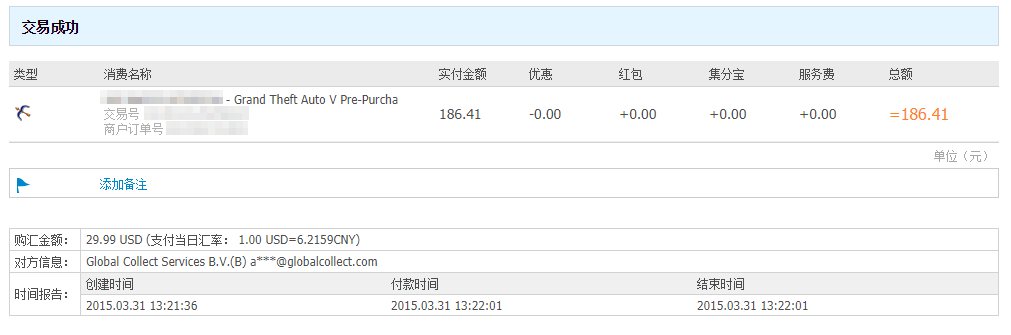 交易成功
类型 消费名称 实付金额 优惠 红包 集分宝 服务费 总额
- Grand Theft Auto V Pre-Purcha
交易号
商户订单号
186.41 -0.00 +0.00 +0.00 +0.00 =186.41
单位（元）
添加备注
购汇金额： 29.99 USD (支付当日汇率： 1.00 USD=6.2159CNY)
对方信息： Global Collect Services B.V.(B) a***@globalcollect.com
时间报告： 创建时间 付款时间 结束时间
2015.03.31 13:21:36 2015.03.31 13:22:01 2015.03.31 13:22:01